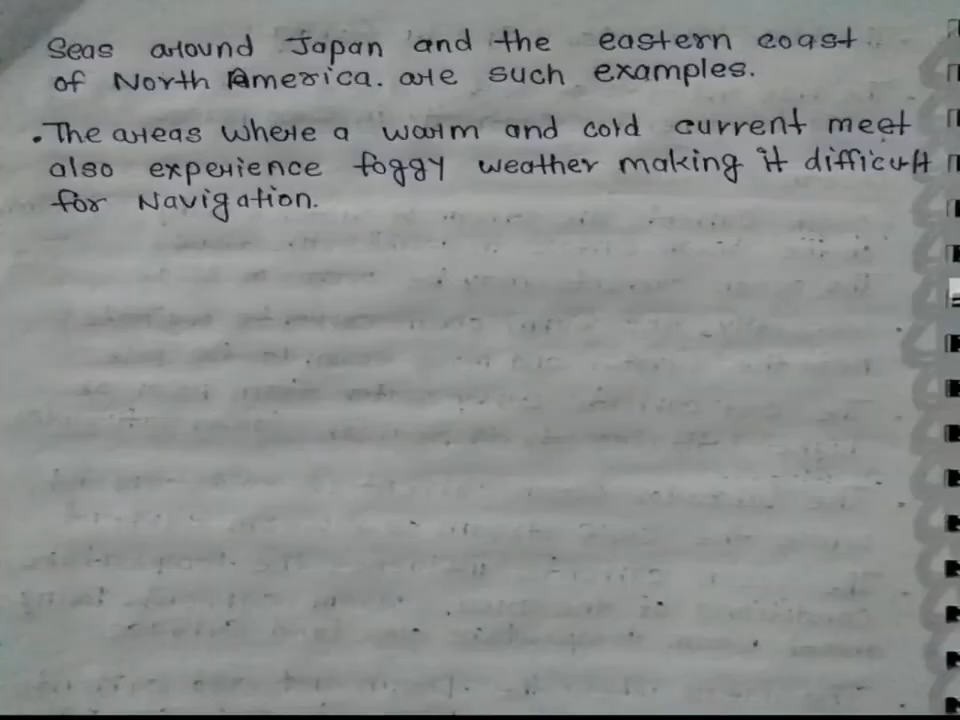 Seas around Japan and the eastern coast
of North America. are such examples.
• The areas where a warm and cold current meet
also experience foggy weather making it difficult
for Navigation.